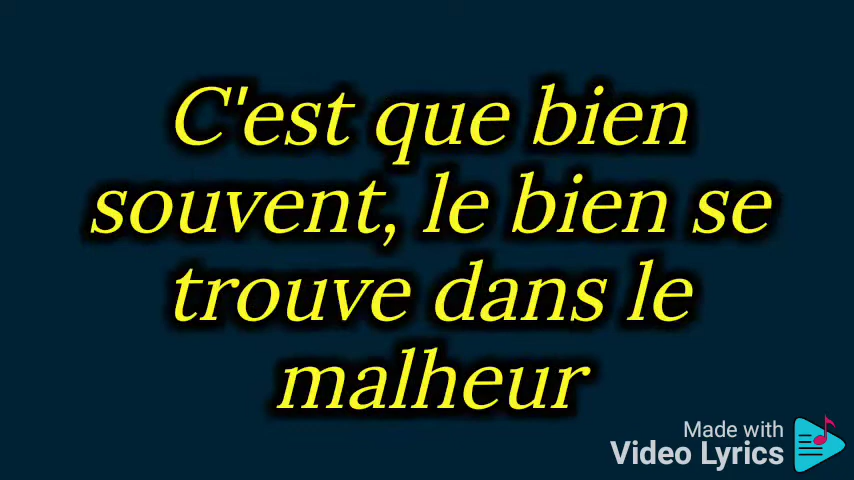 C'est que bien
souvent, le bien se
trouve dans le
malheur
Made with
Video Lyrics